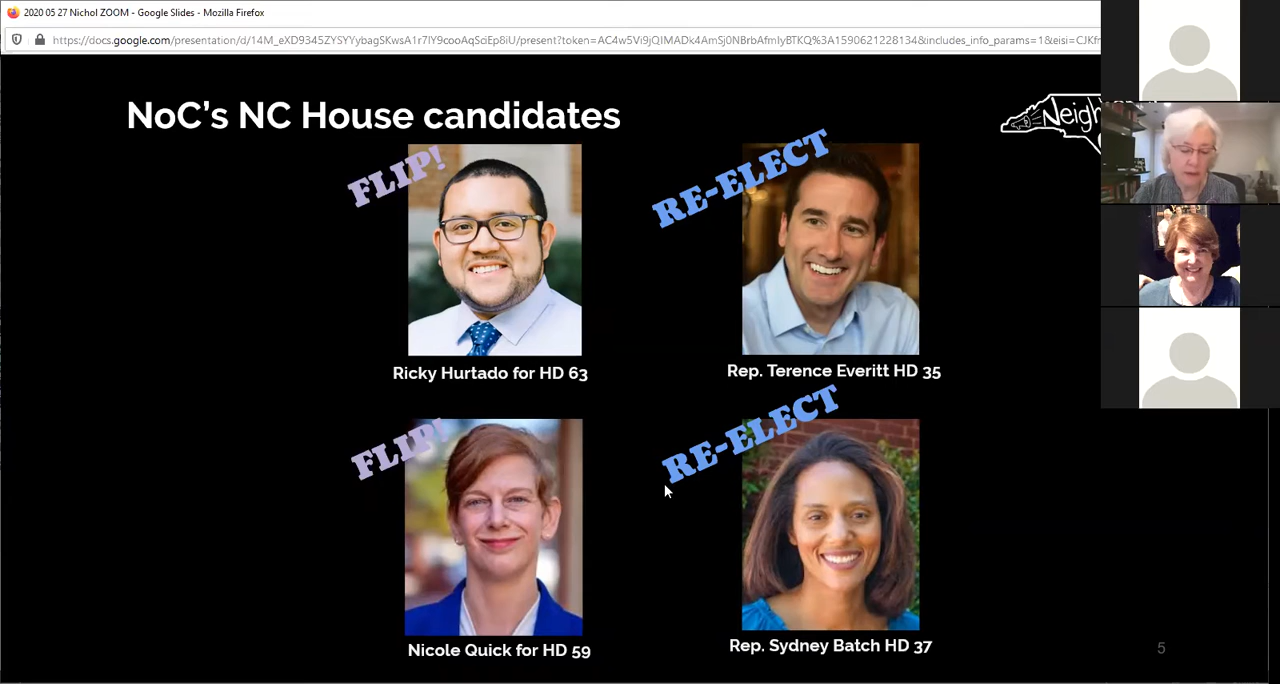 2020 05 27 Nichol ZOOM - Google Slides - Mozilla Firefox
https://docs.google.com/presentation/d/14M_eXD9345ZYSYYybagSKwsA1r7lY9cooAqSciEp8iU/present?token=AC4w5Vi9jQIMADk4AmSj0NBrbAfmlyBTKQ%3A1590621228134&includes_info_params=1&eisi=CJKfr
NoC's NC House candidates
Neigh
FLIP!
RE-ELECT
Ricky Hurtado for HD 63
Rep. Terence Everitt HD 35
FLIP!
RE-ELECT
Nicole Quick for HD 59
Rep. Sydney Batch HD 37
5